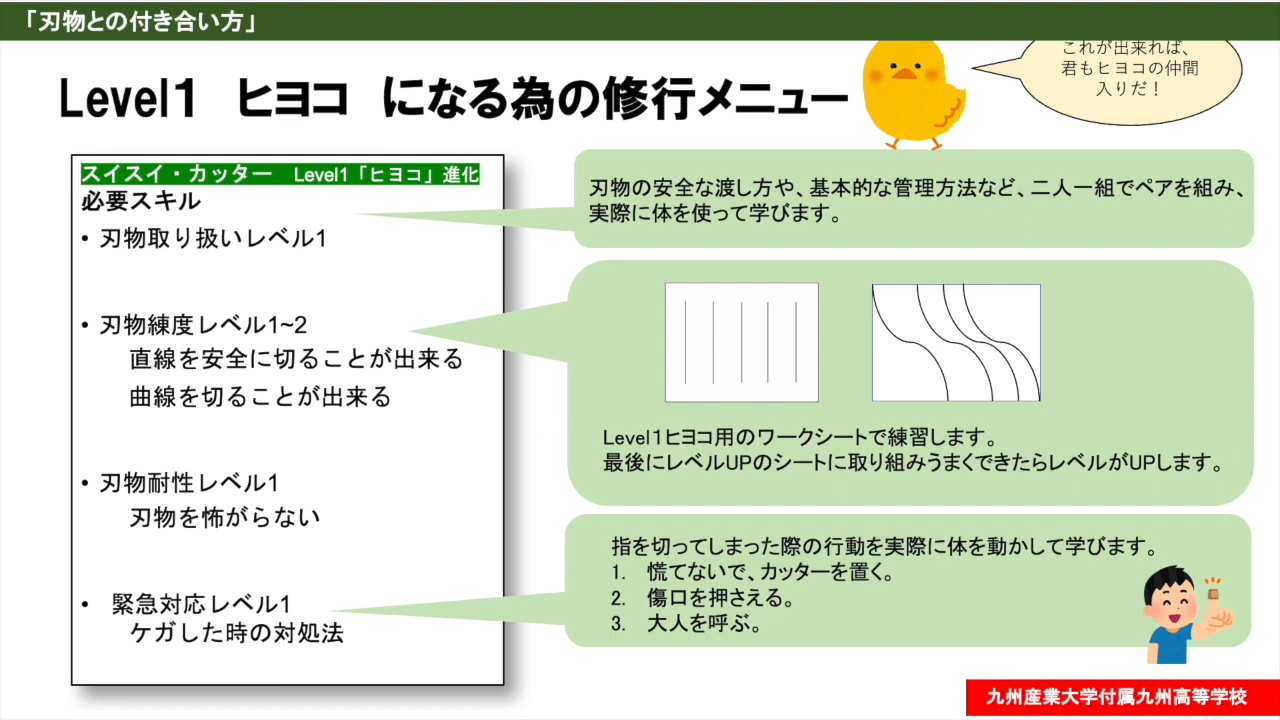 「刃物との付き合い方」
Level1　ヒヨコ　になる為の修行メニュー
これが出来れば、
君もヒヨコの仲間
入りだ！
スイスイ・カッター　Level1「ヒヨコ」進化
必要スキル
• 刃物取り扱いレベル1
• 刃物練度レベル1~2
直線を安全に切ることが出来る
曲線を切ることが出来る
• 刃物耐性レベル1
刃物を怖がらない
• 緊急対応レベル1
ケガした時の対処法
刃物の安全な渡し方や、基本的な管理方法など、二人一組でペアを組み、
実際に体を使って学びます。
Level1ヒヨコ用のワークシートで練習します。
最後にレベルUPのシートに取り組みうまくできたらレベルがUPします。
指を切ってしまった際の行動を実際に体を動かして学びます。
1.　慌てないで、カッターを置く。
2.　傷口を押さえる。
3.　大人を呼ぶ。
九州産業大学付属九州高等学校